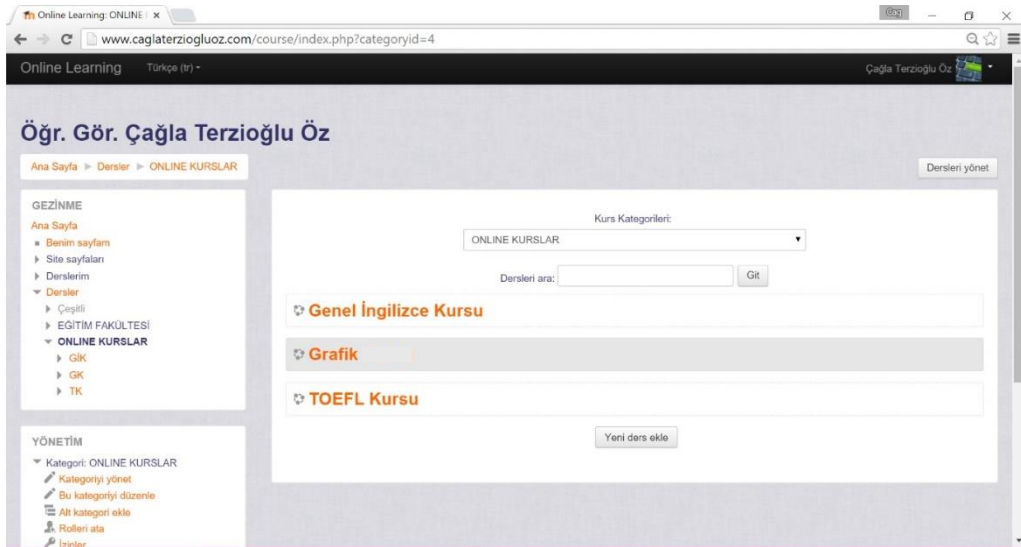 Online Learning: ONLINE
Cag
www.caglaterziogluoz.com/course/index.php?categoryid=4
Online Learning Türkçe (tr)
Çağla Terzioğlu Öz
Öğr. Gör. Çağla Terzioğlu Öz
Ana Sayfa Dersler ONLINE KURSLAR
Dersleri yönet
GEZİNME
Ana Sayfa
Benim sayfam
Site sayfaları
Derslerim
Dersler
Çeşitli
EĞİTİM FAKÜLTESİ
ONLINE KURSLAR
GİK
GK
TK
YÖNETİM
Kategori: ONLINE KURSLAR
Kategoriyi yönet
Bu kategoriyi düzenle
Alt kategori ekle
Rolleri ata
İzinler
Kurs Kategorileri:
ONLINE KURSLAR
Dersleri ara: Git
Genel İngilizce Kursu
Grafik
TOEFL Kursu
Yeni ders ekle